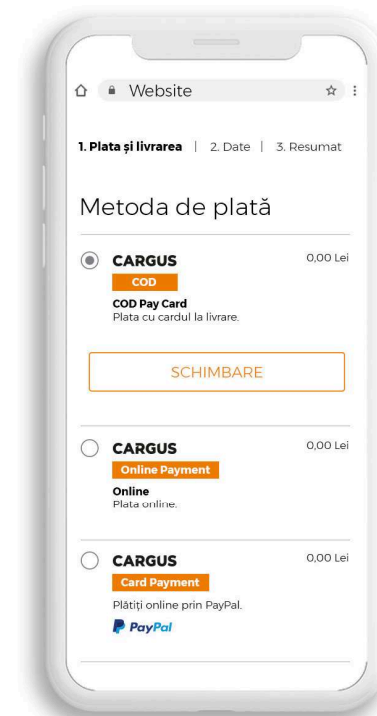 Website
1. Plata și livrarea | 2. Date | 3. Resumat
Metoda de plată
CARGUS 0,00 Lei
COD
COD Pay Card
Plata cu cardul la livrare.
SCHIMBARE
CARGUS 0,00 Lei
Online Payment
Online
Plata online.
CARGUS 0,00 Lei
Card Payment
Plătiți online prin PayPal.
PayPal